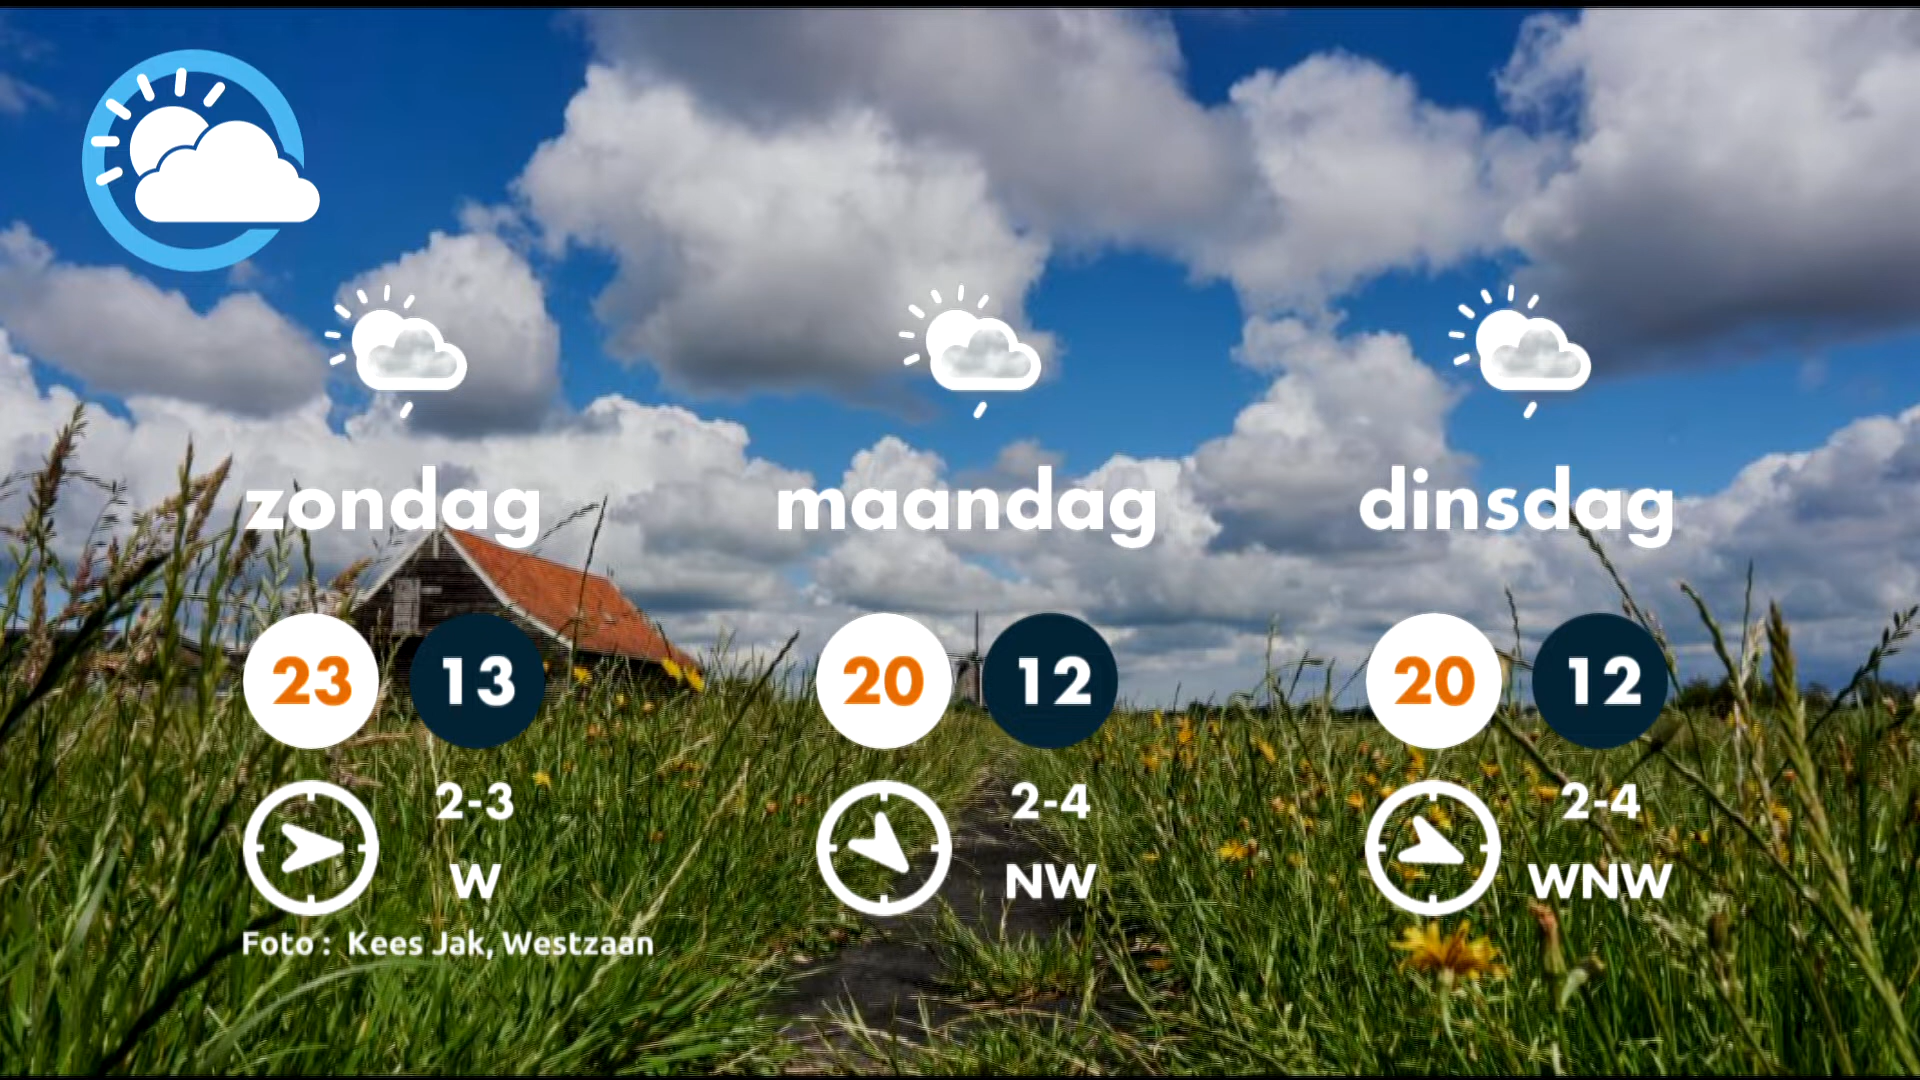 zondag
maandag
dinsdag
23 13
20 12
20 12
2-3
W
2-4
NW
2-4
WNW
Foto : Kees Jak, Westzaan